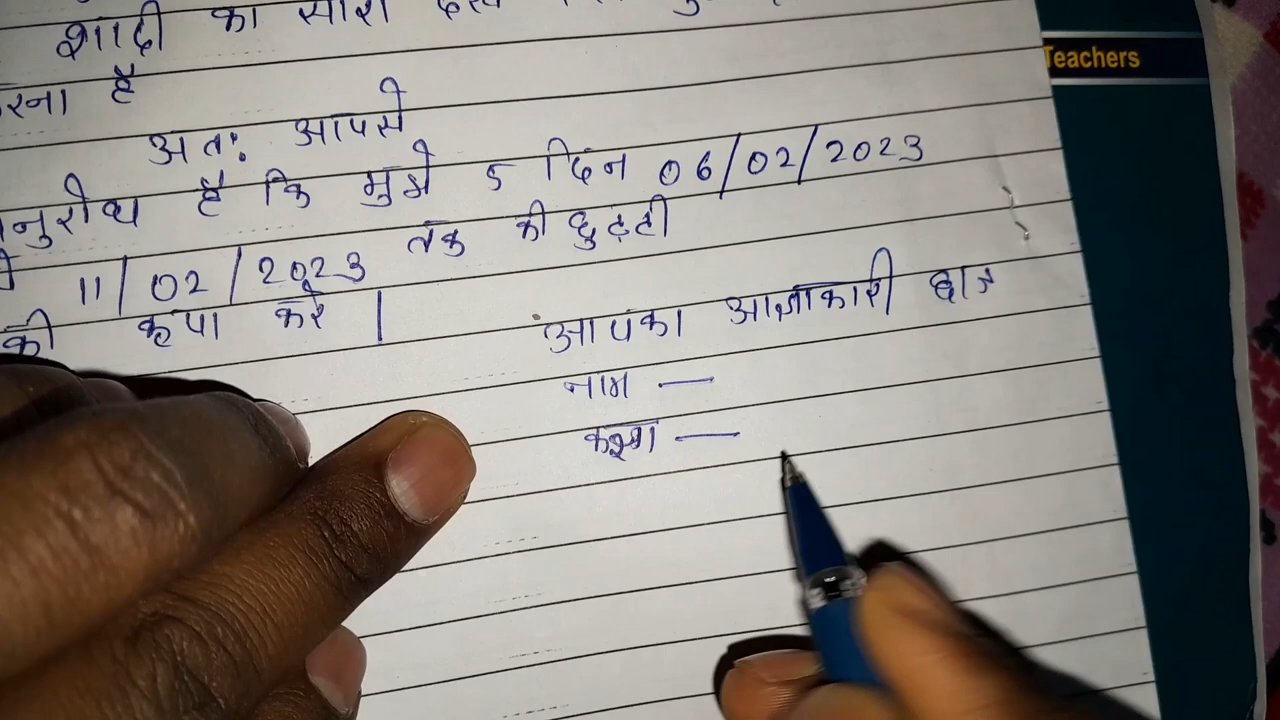 शादी का सारा
रना है
Teachers
अतः आपसे
नुरोध है कि मुझे 5 दिन 06/02/2023
11/02/2023 तक की छुट्टी
की कृपा करे |
आपका आज्ञाकारी छात्र
नाम —
कक्षा —